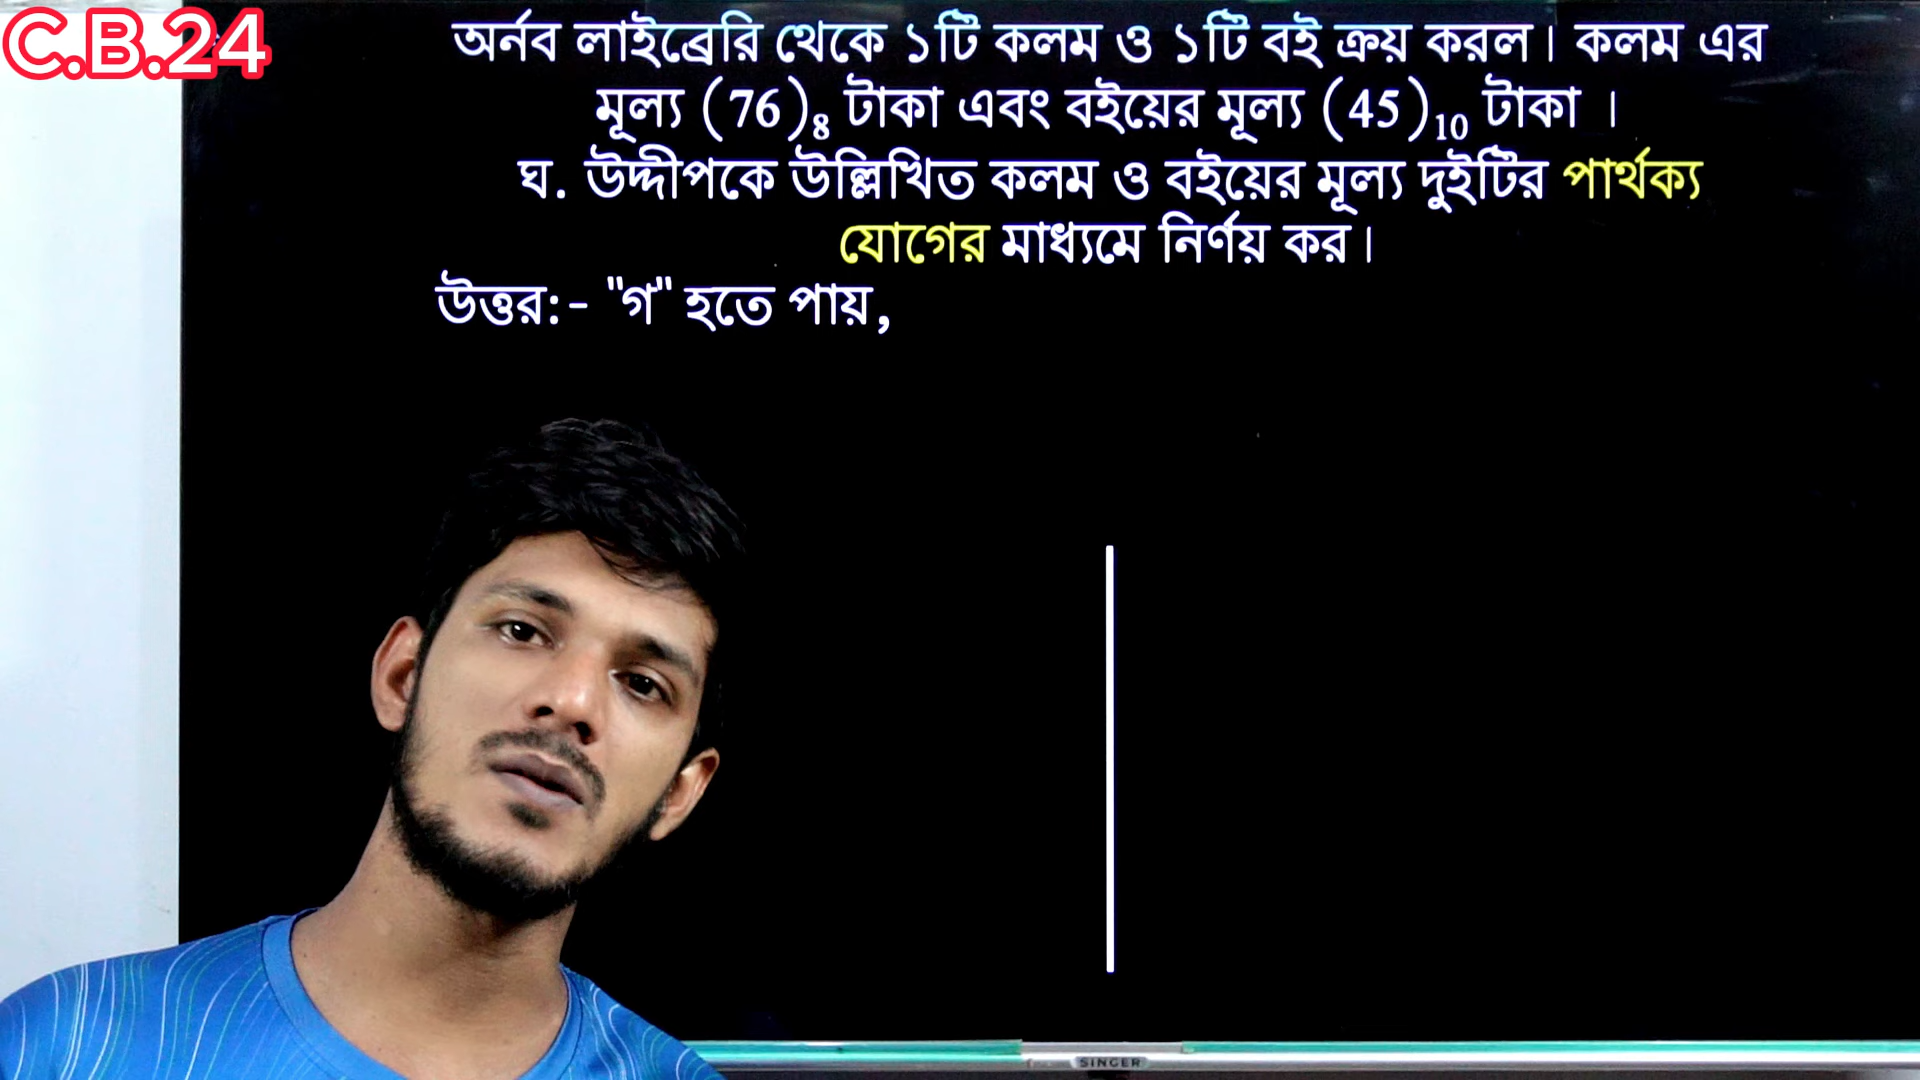 C.B.24
অর্নব লাইব্রেরি থেকে ১টি কলম ও ১টি বই ক্রয় করল। কলম এর
মূল্য (76)₈ টাকা এবং বইয়ের মূল্য (45)₁₀ টাকা ।
ঘ. উদ্দীপকে উল্লিখিত কলম ও বইয়ের মূল্য দুইটির পার্থক্য
যোগের মাধ্যমে নির্ণয় কর।
উত্তর:- "গ" হতে পায়,
SINGER